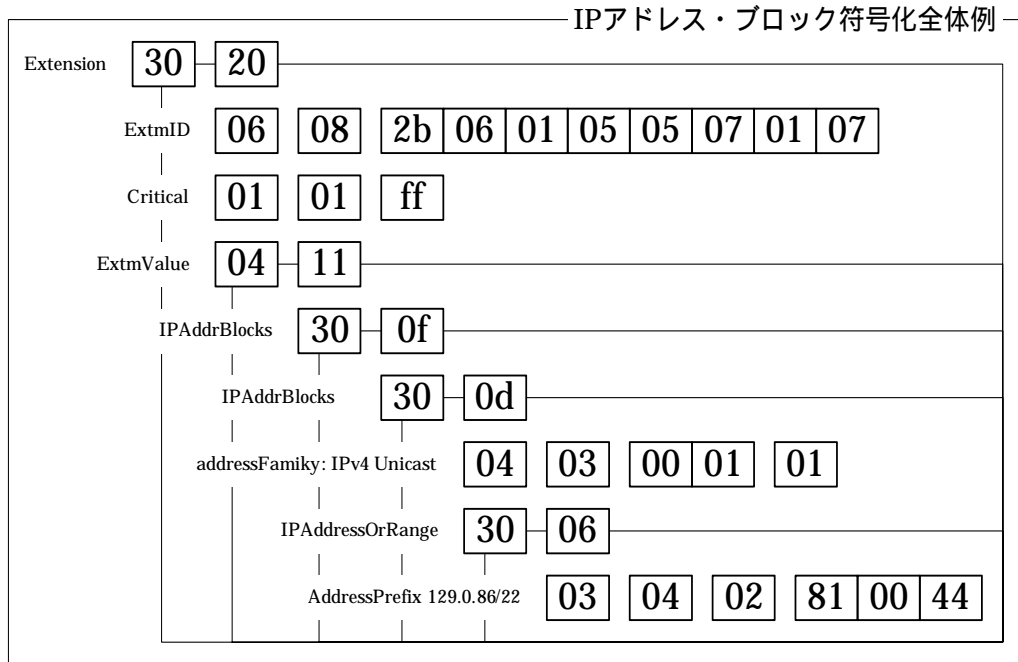 IPアドレス・ブロック符号化全体例
Extension 30 20
ExtmID 06 08 2b 06 01 05 05 07 01 07
Critical 01 01 ff
ExtmValue 04 11
IPAddrBlocks 30 0f
IPAddrBlocks 30 0d
addressFamiky: IPv4 Unicast 04 03 00 01 01
IPAddressOrRange 30 06
AddressPrefix 129.0.86/22 03 04 02 81 00 44